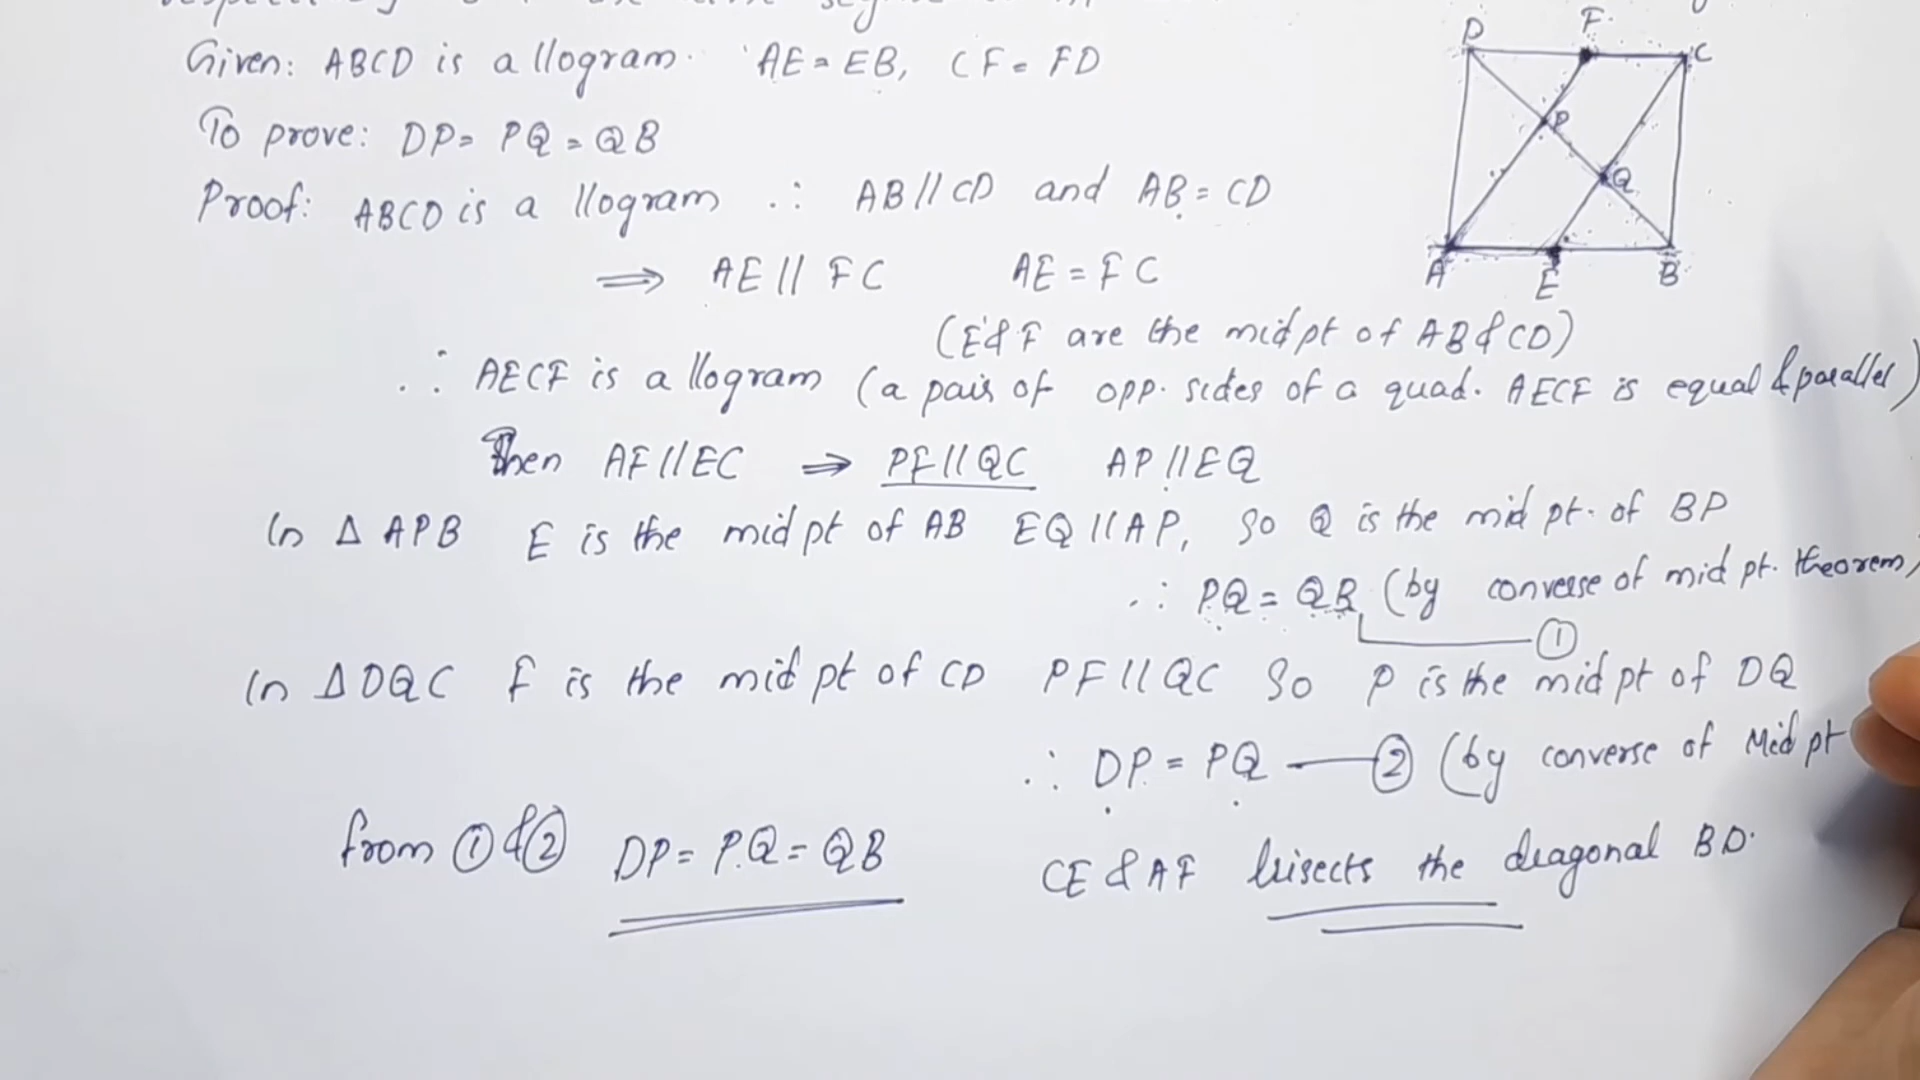 Given: ABCD is a llogram. AE = EB, CF = FD
To prove: DP = PQ = QB
Proof: ABCD is a llogram ∴ AB // CD and AB = CD
⟹ AE // FC AE = FC
(E & F are the mid pt of AB & CD)
∴ AECF is a llogram (a pair of opp. sides of a quad. AECF is equal & parallel)
Then AF // EC ⟹ PF // QC AP // EQ
In Δ APB E is the mid pt of AB EQ // AP, So Q is the mid pt. of BP
∴ PQ = QB (by converse of mid pt. theorem)
①
In Δ DQC F is the mid pt of CD PF // QC So P is the mid pt of DQ
∴ DP = PQ — ② (by converse of Mid pt
from ① & ② DP = PQ = QB CE & AF bisects the diagonal BD.
D F C
P
Q
A E B